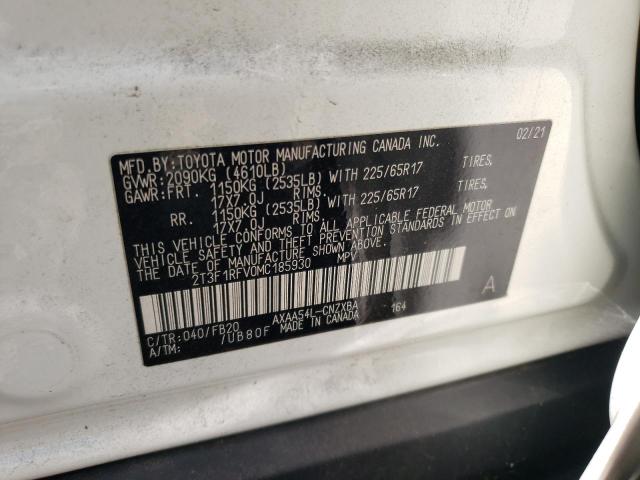 MFD.BY:TOYOTA MOTOR MANUFACTURING CANADA INC. 02/21
GVWR:2090KG (4610LB)
GAWR:FRT. 1150KG (2535LB) WITH 225/65R17 TIRES,
17X7.0J RIMS,
RR. 1150KG (2535LB) WITH 225/65R17 TIRES,
17X7.0J RIMS,
THIS VEHICLE CONFORMS TO ALL APPLICABLE FEDERAL MOTOR
VEHICLE SAFETY AND THEFT PREVENTION STANDARDS IN EFFECT ON
THE DATE OF MANUFACTURE SHOWN ABOVE.
2T3F1RFV0MC185930 MPV
A
C/TR:040/FB20 AXAA54L-CNZXBA 164
A/TM: 7UB80F MADE IN CANADA